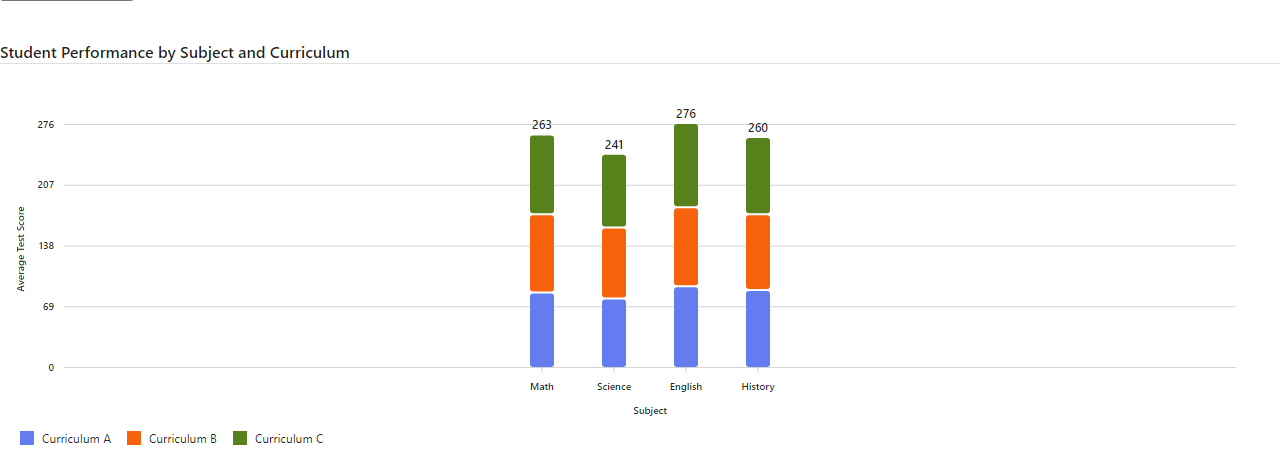 Student Performance by Subject and Curriculum
276
207
138
69
0
Average Test Score
263
241
276
260
Math
Science
English
History
Subject
Curriculum A
Curriculum B
Curriculum C